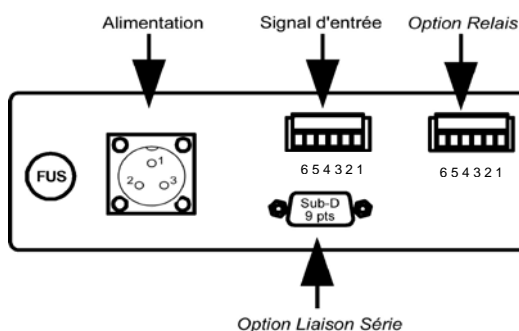 Alimentation
Signal d'entrée
Option Relais
FUS
1
2
3
6 5 4 3 2 1
6 5 4 3 2 1
Sub-D
9 pts
Option Liaison Série